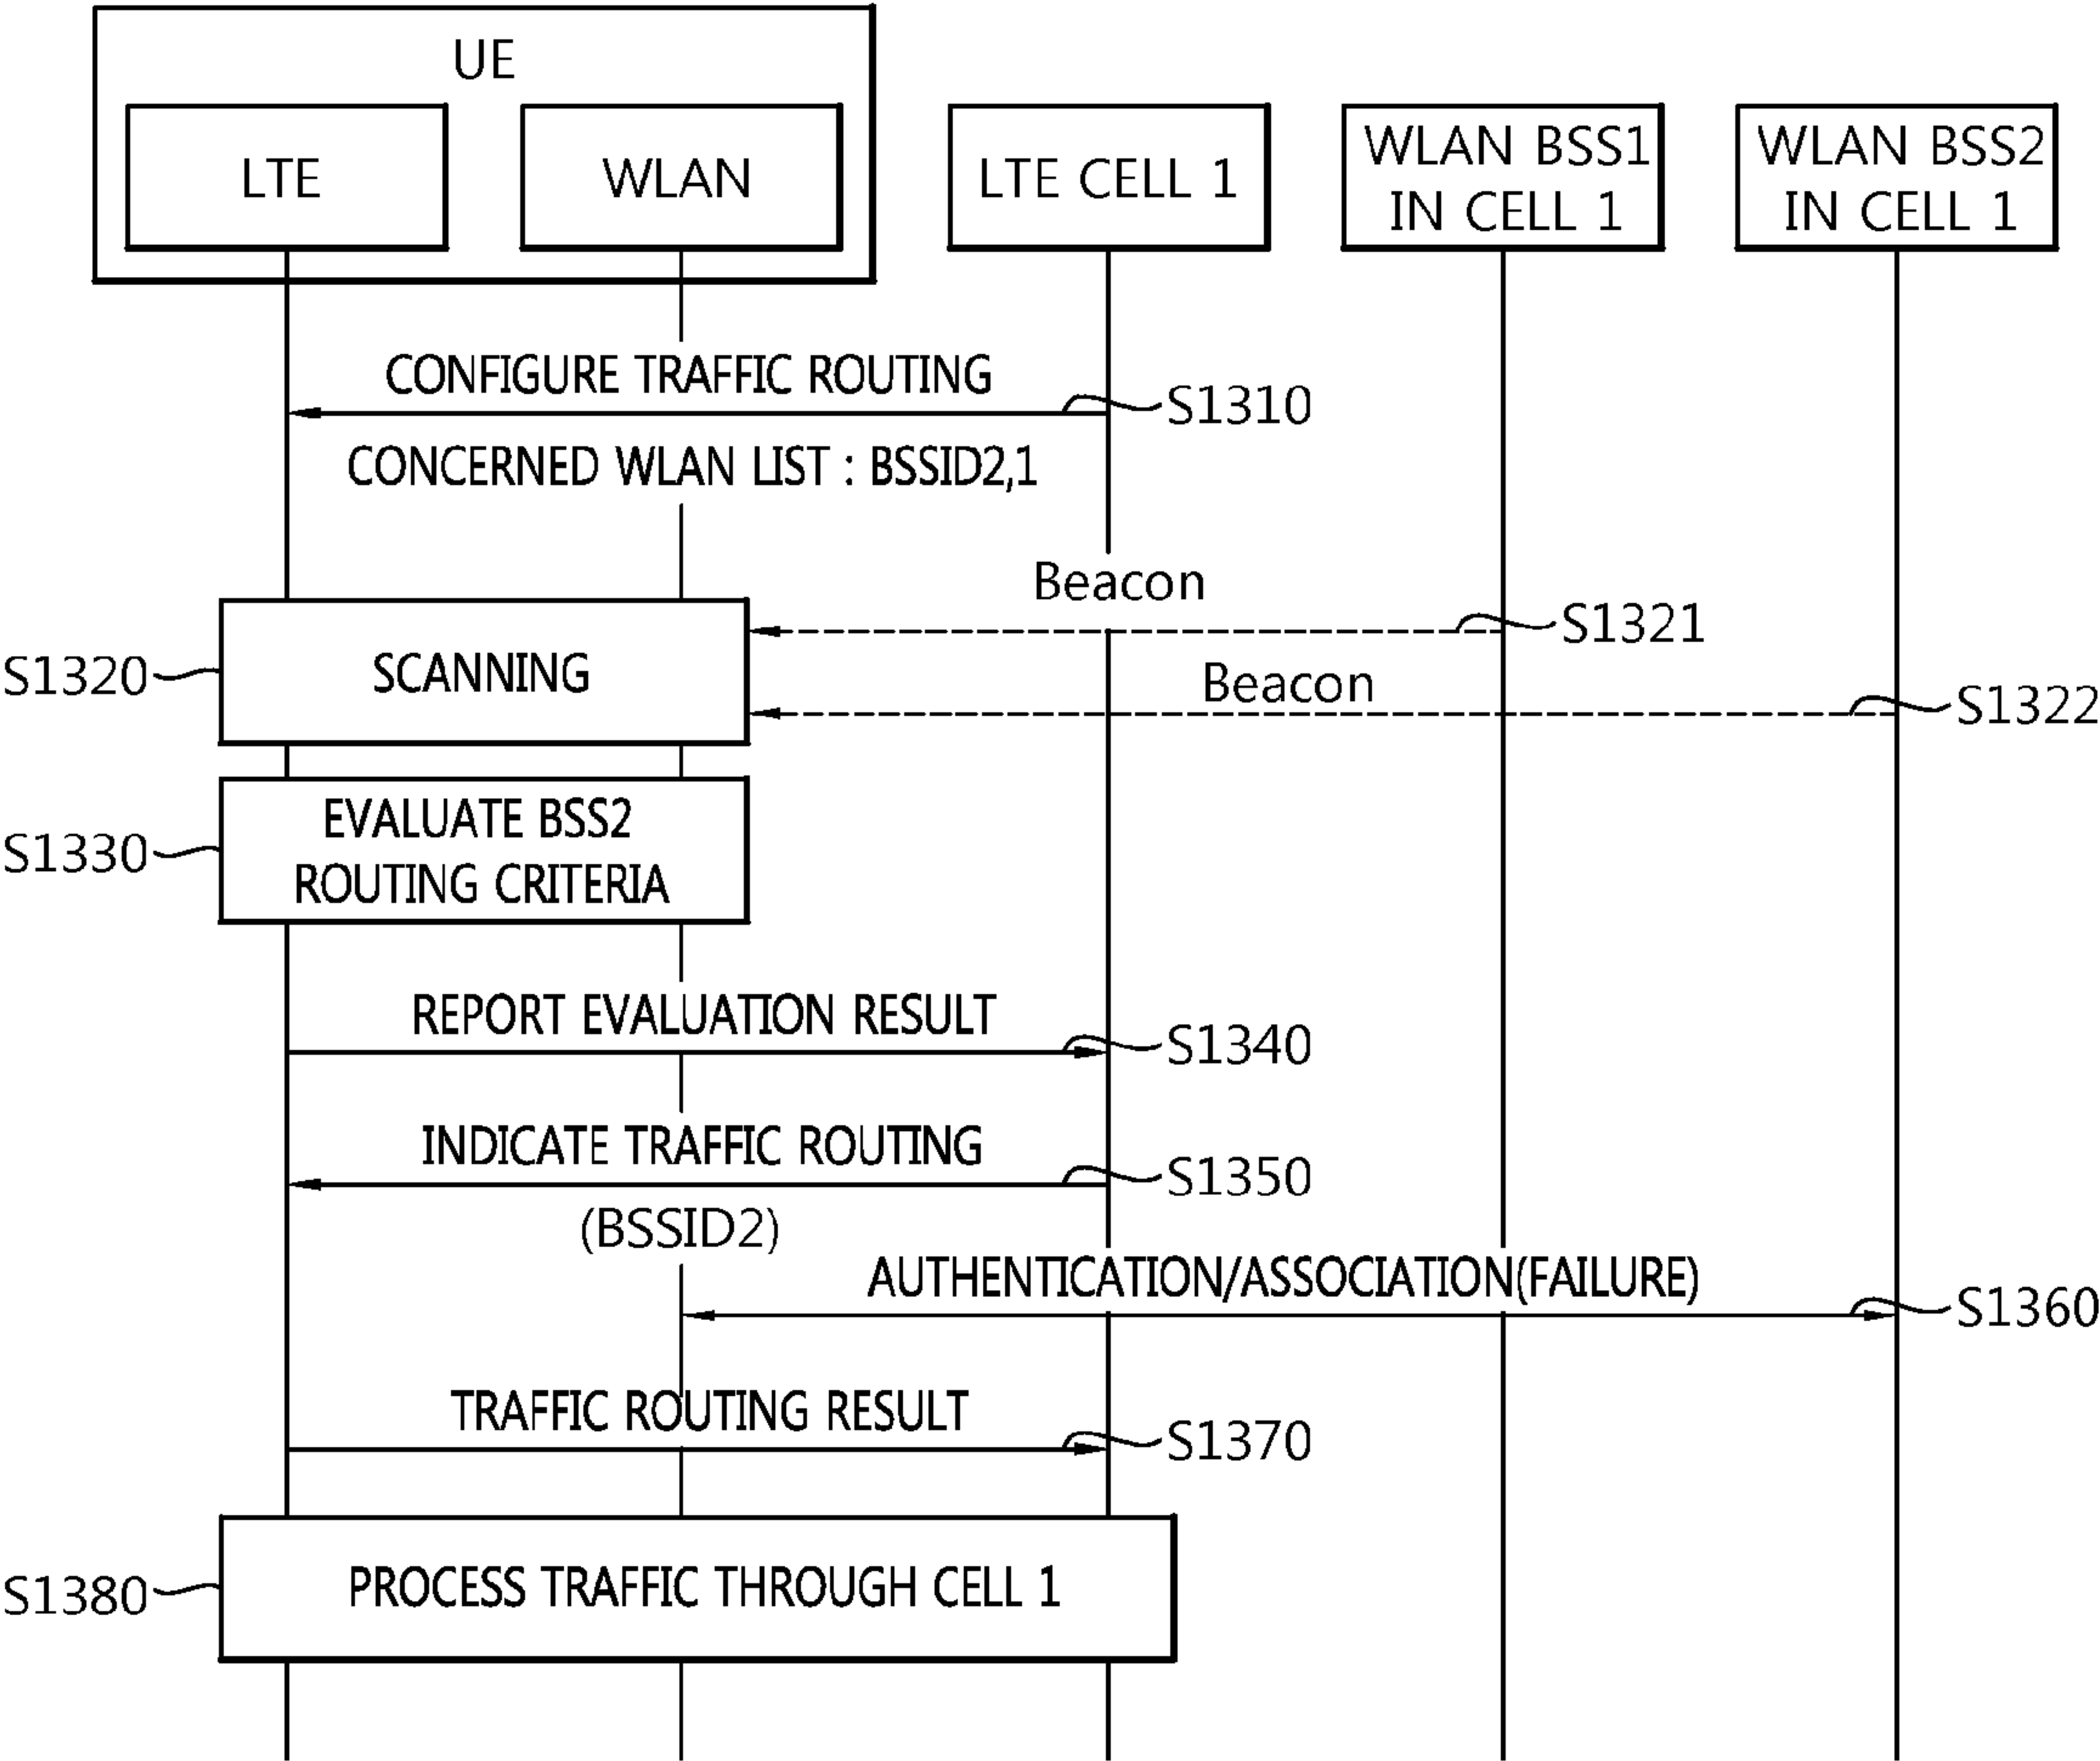 UE
LTE
WLAN
LTE CELL 1
WLAN BSS1
IN CELL 1
WLAN BSS2
IN CELL 1
CONFIGURE TRAFFIC ROUTING
S1310
CONCERNED WLAN LIST : BSSID2,1
Beacon
S1321
SCANNING
S1320
Beacon
S1322
EVALUATE BSS2
ROUTING CRITERIA
S1330
REPORT EVALUATION RESULT
S1340
INDICATE TRAFFIC ROUTING
S1350
(BSSID2)
AUTHENTICATION/ASSOCIATION(FAILURE)
S1360
TRAFFIC ROUTING RESULT
S1370
PROCESS TRAFFIC THROUGH CELL 1
S1380